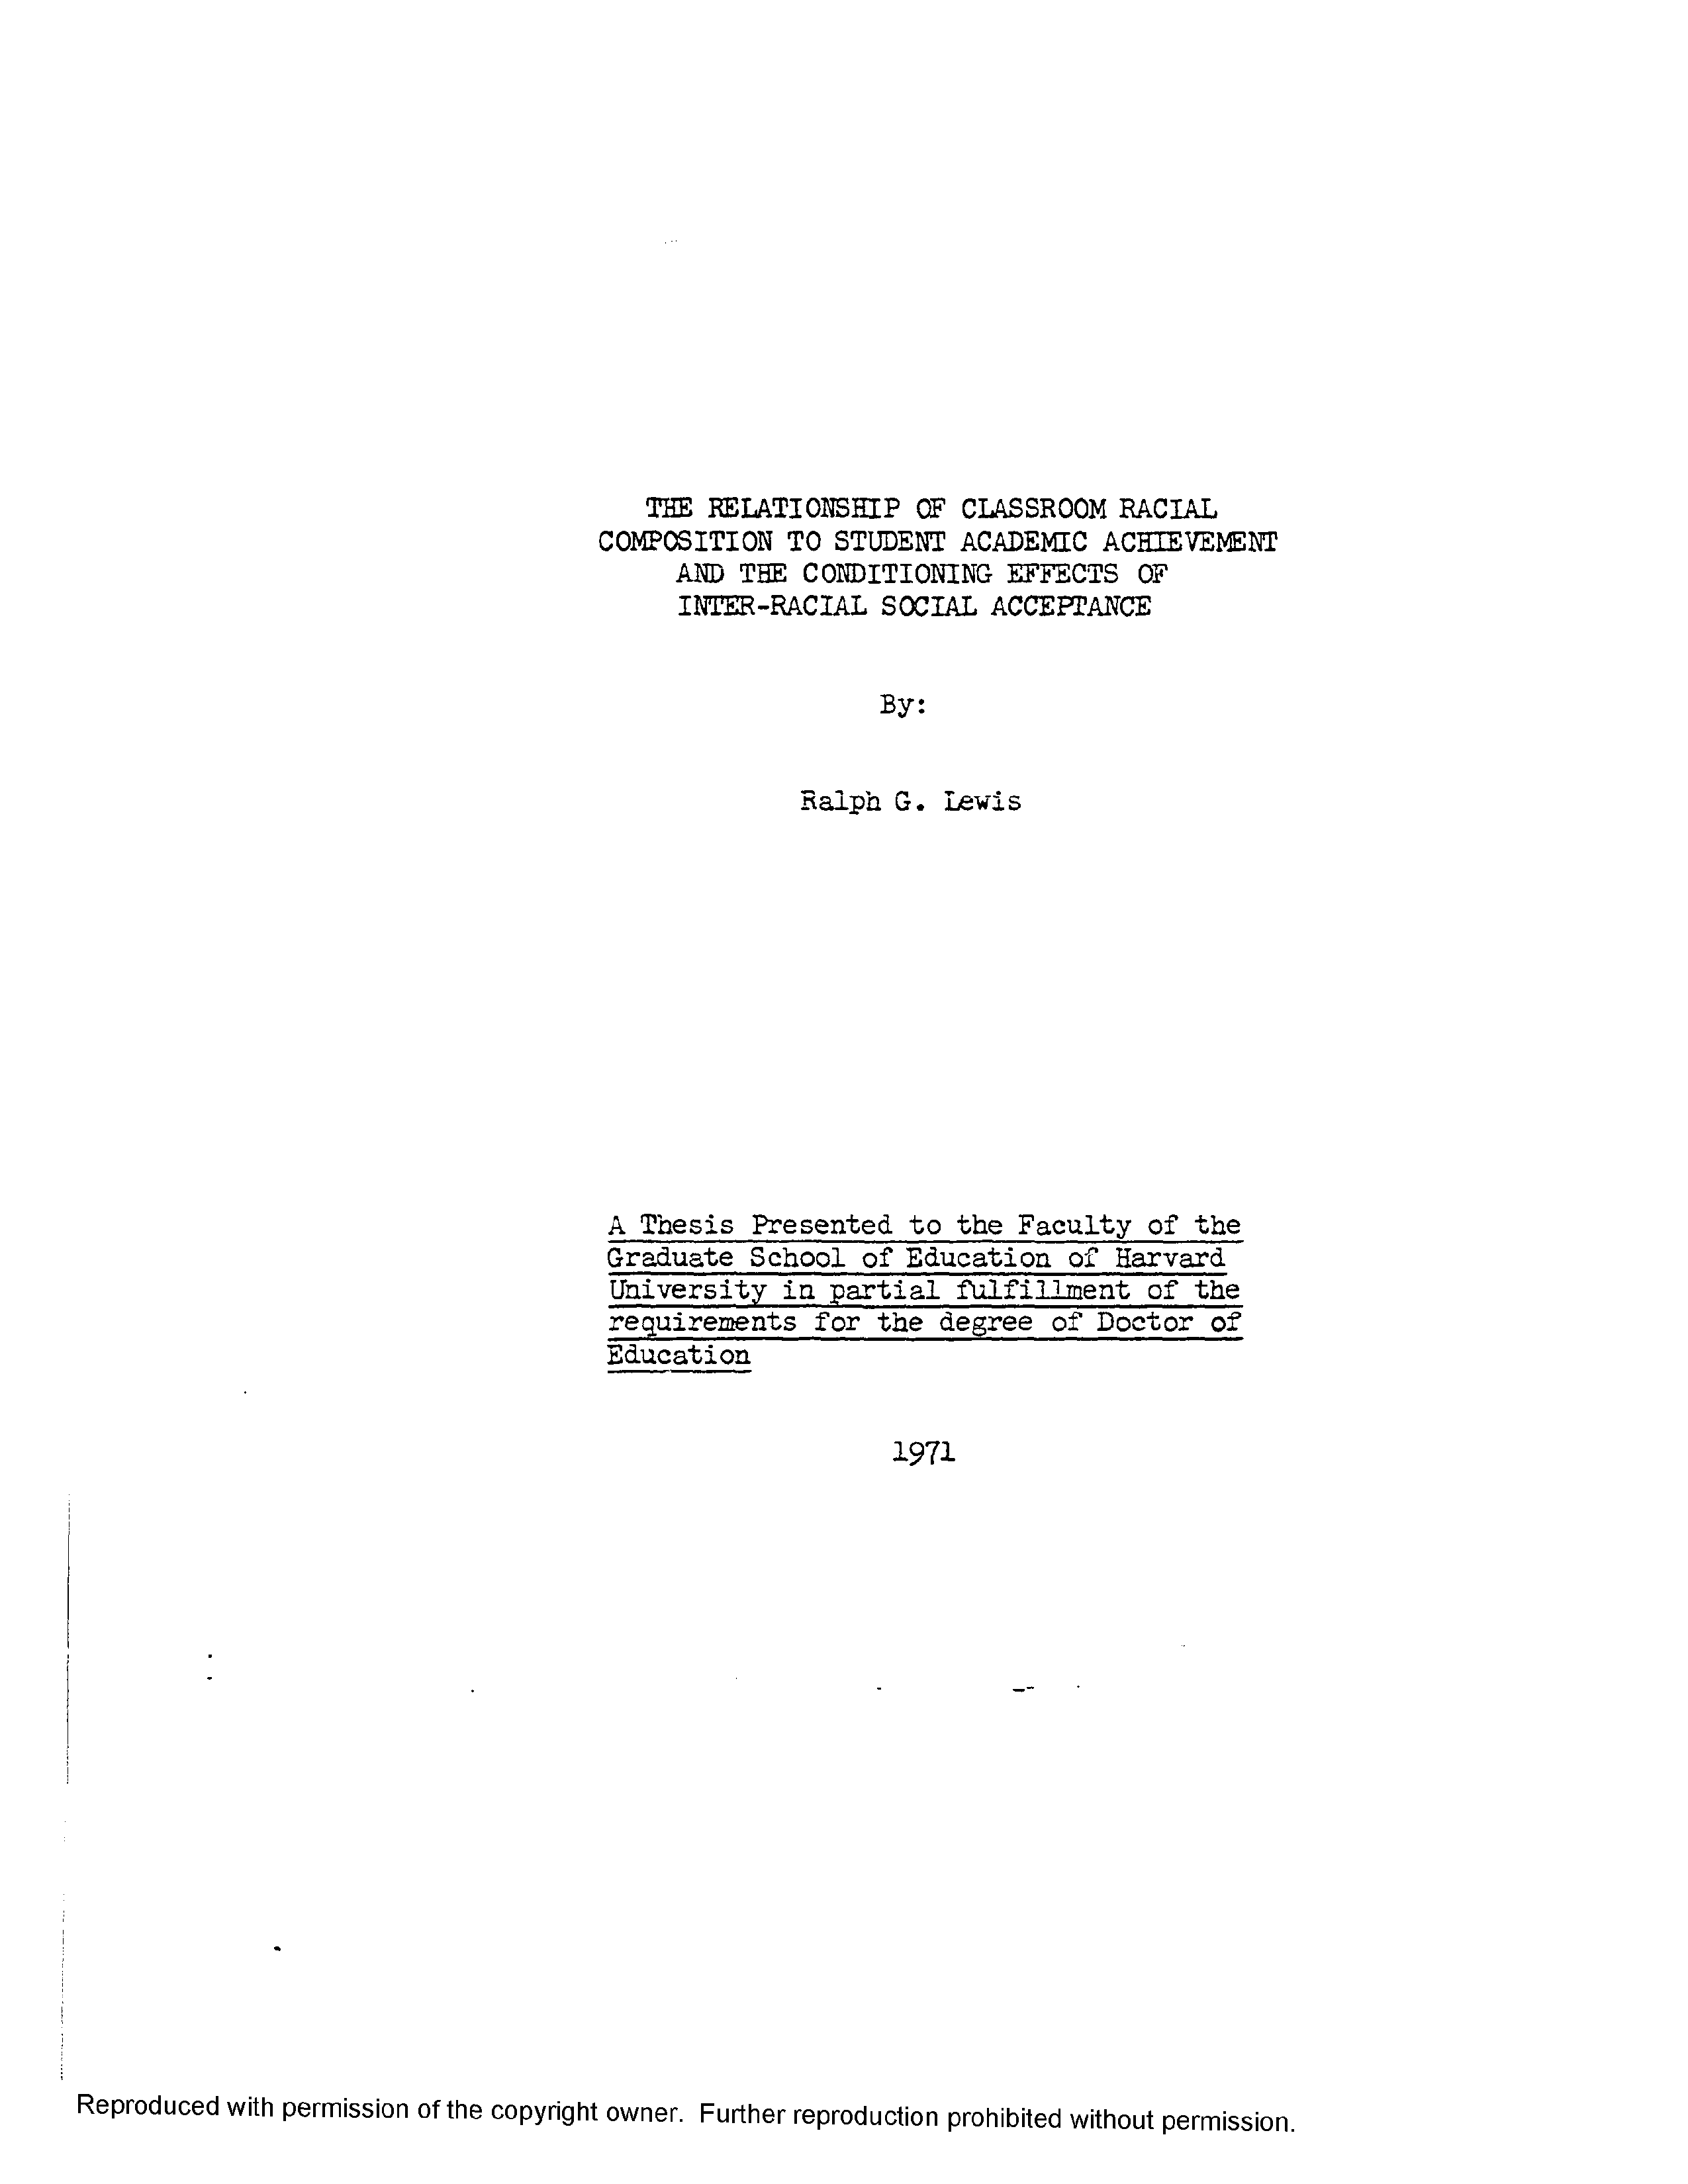 THE RELATIONSHIP OF CLASSROOM RACIAL
COMPOSITION TO STUDENT ACADEMIC ACHIEVEMENT
AND THE CONDITIONING EFFECTS OF
INTER-RACIAL SOCIAL ACCEPTANCE
By:
Ralph G. Lewis
A Thesis Presented to the Faculty of the
Graduate School of Education of Harvard
University in partial fulfillment of the
requirements for the degree of Doctor of
Education
1971
Reproduced with permission of the copyright owner. Further reproduction prohibited without permission.